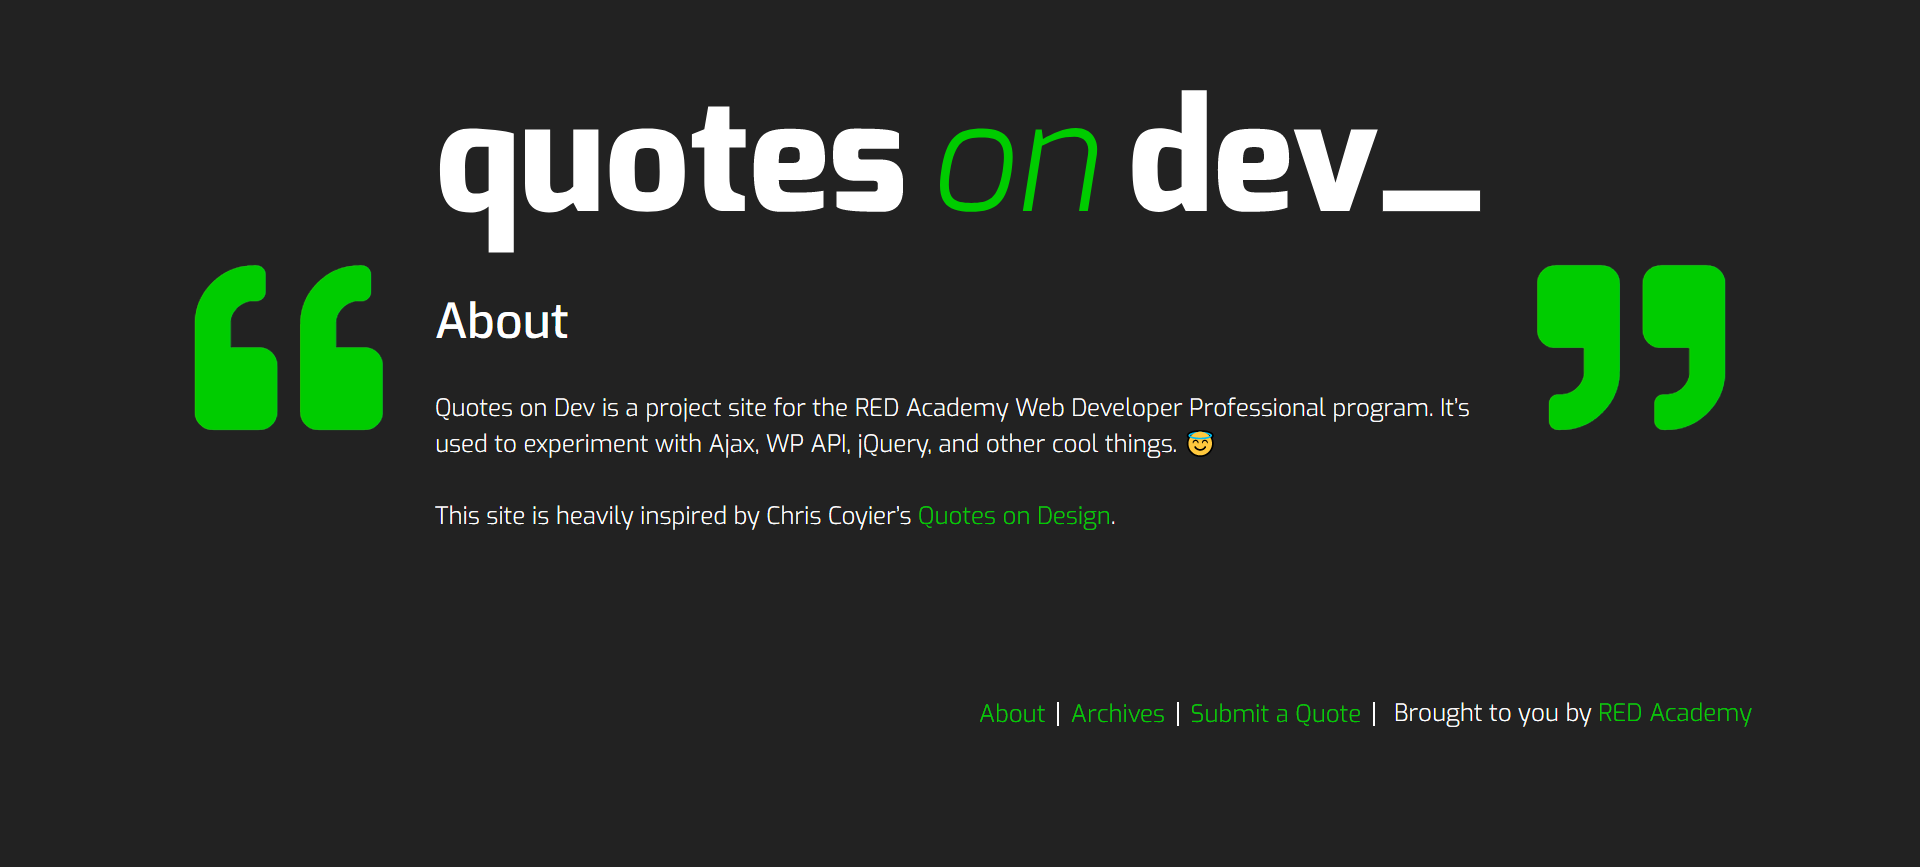 quotes on dev_
About
Quotes on Dev is a project site for the RED Academy Web Developer Professional program. It’s
used to experiment with Ajax, WP API, jQuery, and other cool things. 😇
This site is heavily inspired by Chris Coyier’s Quotes on Design.
About | Archives | Submit a Quote | Brought to you by RED Academy